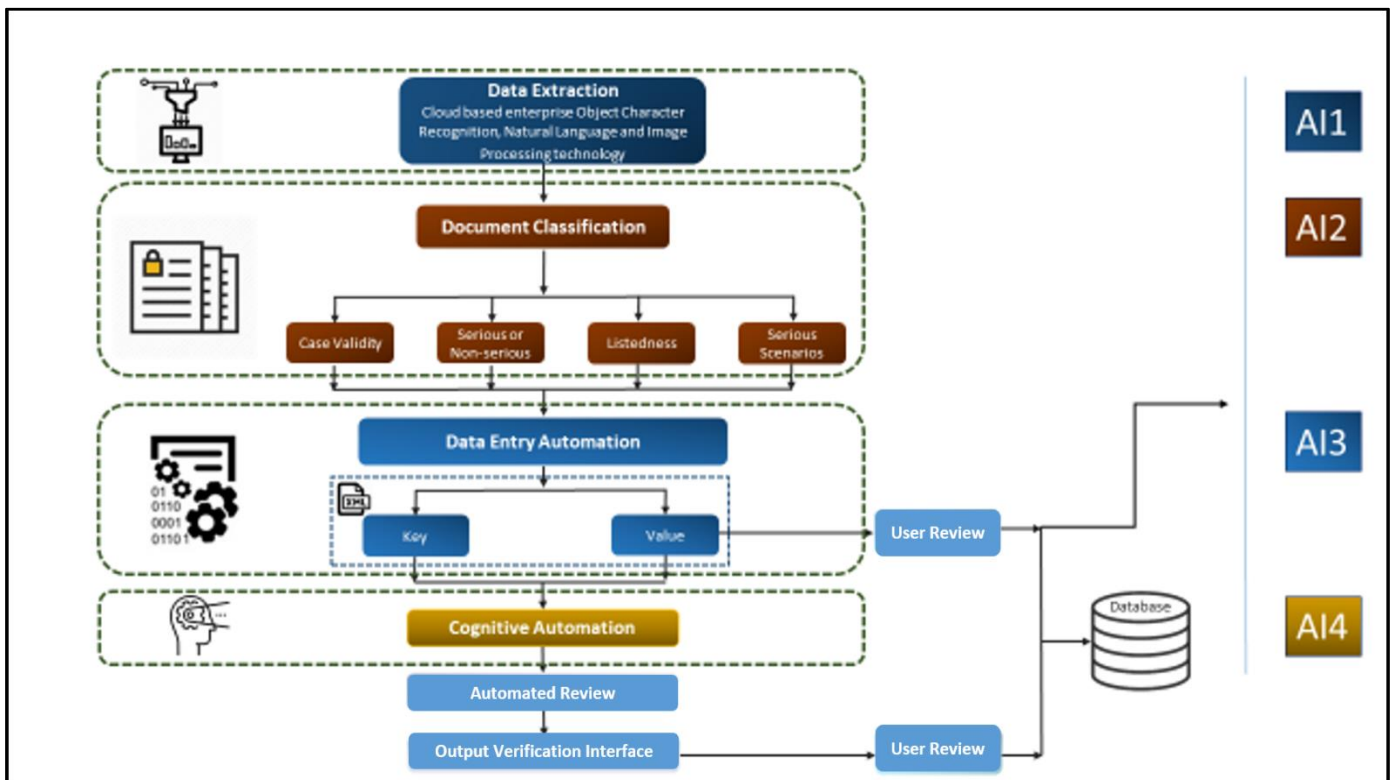 Data Extraction
Cloud based enterprise Object Character
Recognition, Natural Language and Image
Processing technology
AI1
Document Classification
AI2
Case Validity
Serious or
Non-serious
Listedness
Serious
Scenarios
Data Entry Automation
AI3
01
0110
0001
01101
XML
Key
Value
User Review
Database
Cognitive Automation
AI4
Automated Review
Output Verification Interface
User Review